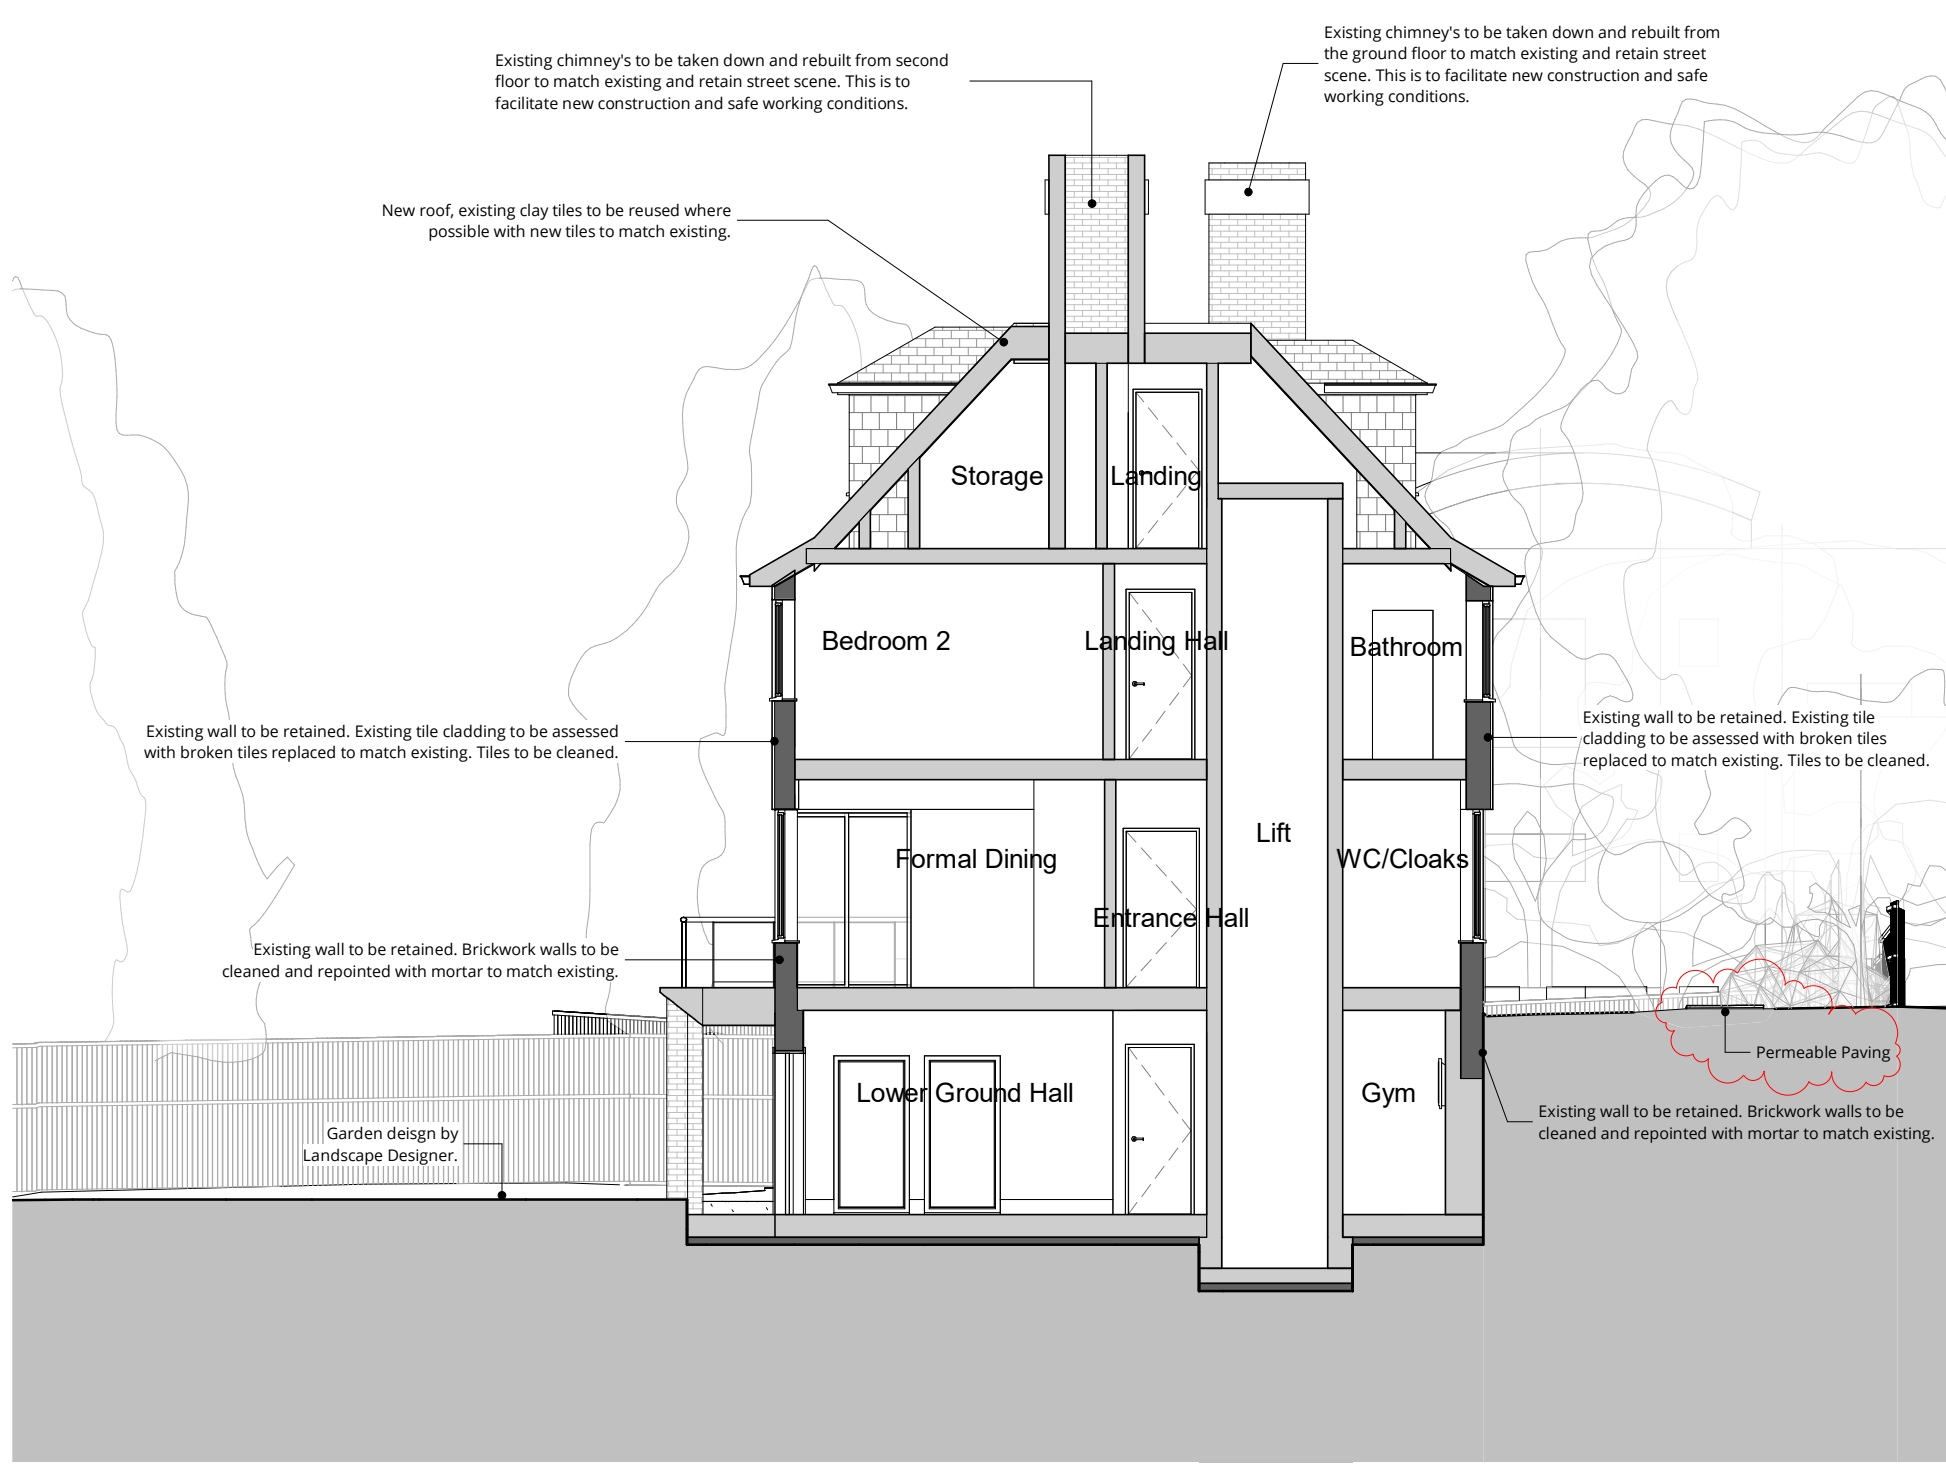 Existing chimney's to be taken down and rebuilt from second
floor to match existing and retain street scene. This is to
facilitate new construction and safe working conditions.
Existing chimney's to be taken down and rebuilt from
the ground floor to match existing and retain street
scene. This is to facilitate new construction and safe
working conditions.
New roof, existing clay tiles to be reused where
possible with new tiles to match existing.
Storage
Landing
Bedroom 2
Landing Hall
Bathroom
Existing wall to be retained. Existing tile cladding to be assessed
with broken tiles replaced to match existing. Tiles to be cleaned.
Existing wall to be retained. Existing tile
cladding to be assessed with broken tiles
replaced to match existing. Tiles to be cleaned.
Lift
Formal Dining
WC/Cloaks
Entrance Hall
Existing wall to be retained. Brickwork walls to be
cleaned and repointed with mortar to match existing.
Permeable Paving
Lower Ground Hall
Gym
Existing wall to be retained. Brickwork walls to be
cleaned and repointed with mortar to match existing.
Garden deisgn by
Landscape Designer.